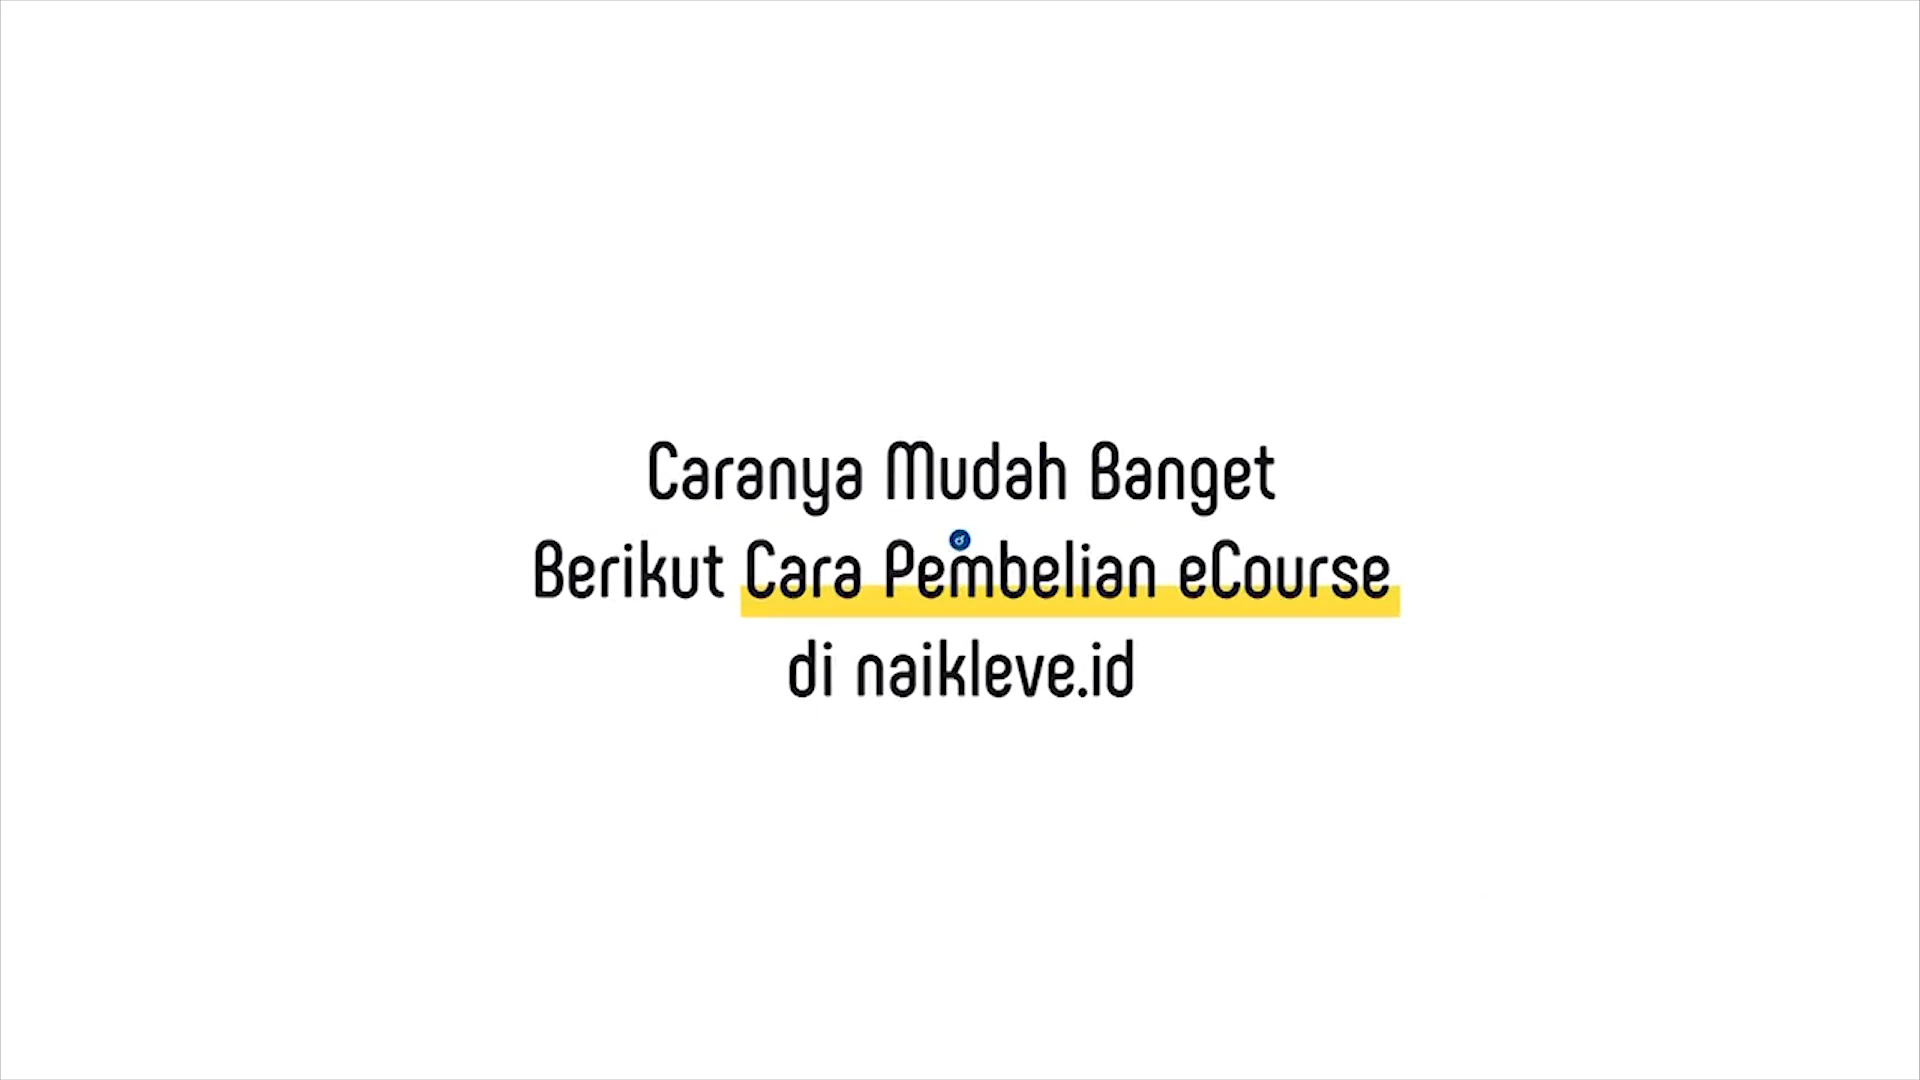 Caranya Mudah Banget
Berikut Cara Pembelian eCourse
di naikleve.id